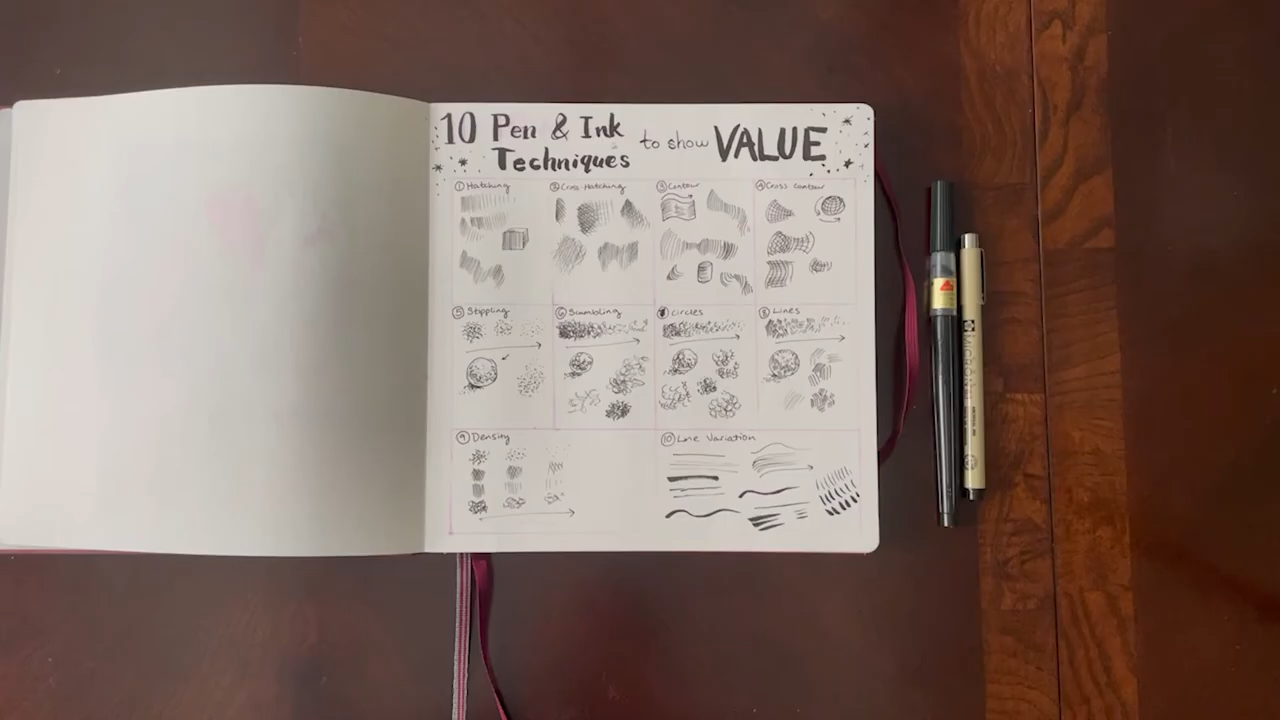 10 Pen & Ink Techniques to show VALUE
① Hatching
② Cross-Hatching
③ Contour
④ Cross contour
⑤ Stippling
⑥ Scumbling
⑦ circles
⑧ Lines
⑨ Density
⑩ Line Variation
MICRON